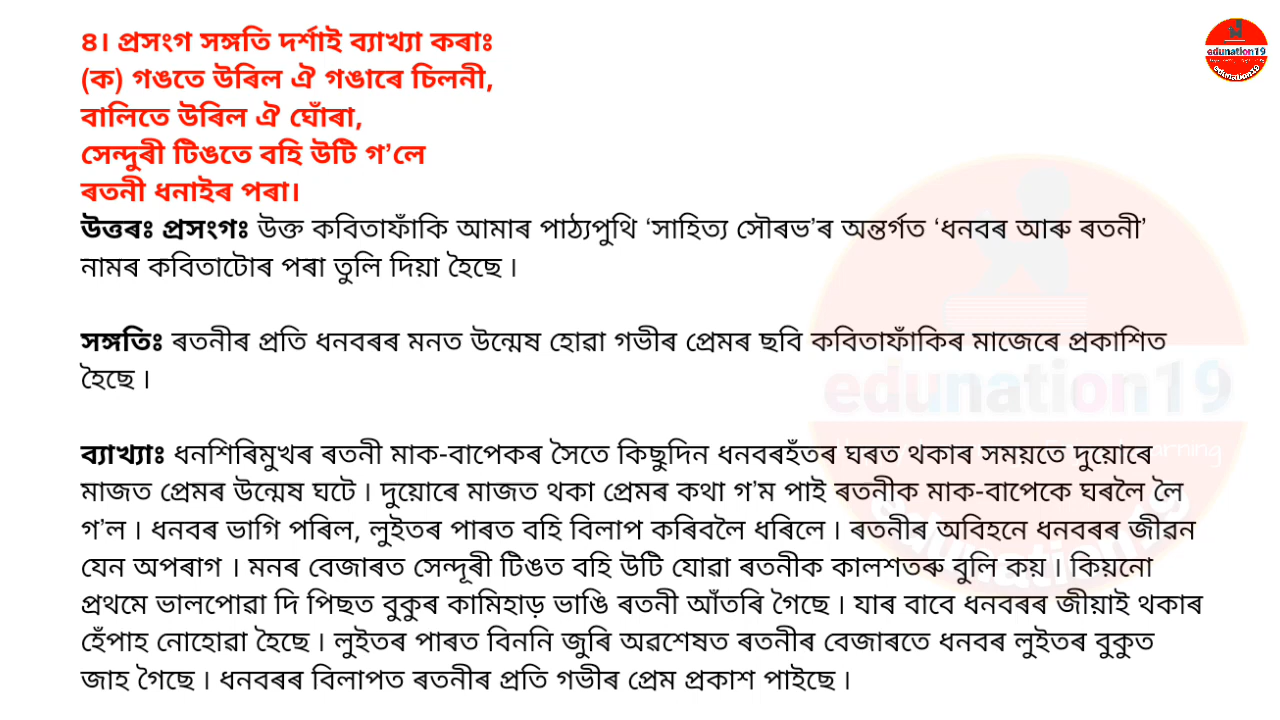 ৪। প্ৰসংগ সঙ্গতি দৰ্শাই ব্যাখ্যা কৰাঃ
(ক) গঙতে উৰিল ঐ গঙাৰে চিলনী,
বালিতে উৰিল ঐ ঘোঁৰা,
সেন্দুৰী টিঙতে বহি উটি গ’লে
ৰতনী ধনাইৰ পৰা।
উত্তৰঃ প্ৰসংগঃ উক্ত কবিতাফাঁকি আমাৰ পাঠ্যপুথি ‘সাহিত্য সৌৰভ’ৰ অন্তৰ্গত ‘ধনবৰ আৰু ৰতনী’
নামৰ কবিতাটোৰ পৰা তুলি দিয়া হৈছে ।
সঙ্গতিঃ ৰতনীৰ প্ৰতি ধনবৰৰ মনত উন্মেষ হোৱা গভীৰ প্ৰেমৰ ছবি কবিতাফাঁকিৰ মাজেৰে প্ৰকাশিত
হৈছে ।
ব্যাখ্যাঃ ধনশিৰিমুখৰ ৰতনী মাক-বাপেকৰ সৈতে কিছুদিন ধনবৰহঁতৰ ঘৰত থকাৰ সময়তে দুয়োৰে
মাজত প্ৰেমৰ উন্মেষ ঘটে । দুয়োৰে মাজত থকা প্ৰেমৰ কথা গ’ম পাই ৰতনীক মাক-বাপেকে ঘৰলৈ লৈ
গ’ল । ধনবৰ ভাগি পৰিল, লুইতৰ পাৰত বহি বিলাপ কৰিবলৈ ধৰিলে । ৰতনীৰ অবিহনে ধনবৰৰ জীৱন
যেন অপৰাগ । মনৰ বেজাৰত সেন্দূৰী টিঙত বহি উটি যোৱা ৰতনীক কালশতৰু বুলি কয় । কিয়নো
প্ৰথমে ভালপোৱা দি পিছত বুকুৰ কামিহাড় ভাঙি ৰতনী আঁতৰি গৈছে । যাৰ বাবে ধনবৰৰ জীয়াই থকাৰ
হেঁপাহ নোহোৱা হৈছে । লুইতৰ পাৰত বিননি জুৰি অৱশেষত ৰতনীৰ বেজাৰতে ধনবৰ লুইতৰ বুকুত
জাহ গৈছে । ধনবৰৰ বিলাপত ৰতনীৰ প্ৰতি গভীৰ প্ৰেম প্ৰকাশ পাইছে ।
edunation19
edunation19
edunation19
edunation19